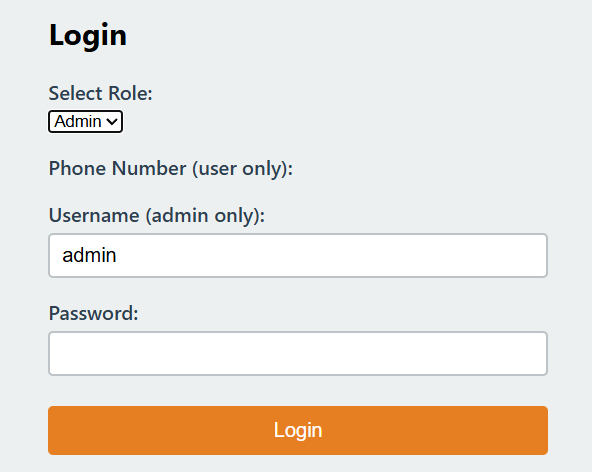 Login
Select Role:
Admin
Phone Number (user only):
Username (admin only):
admin
Password:
Login